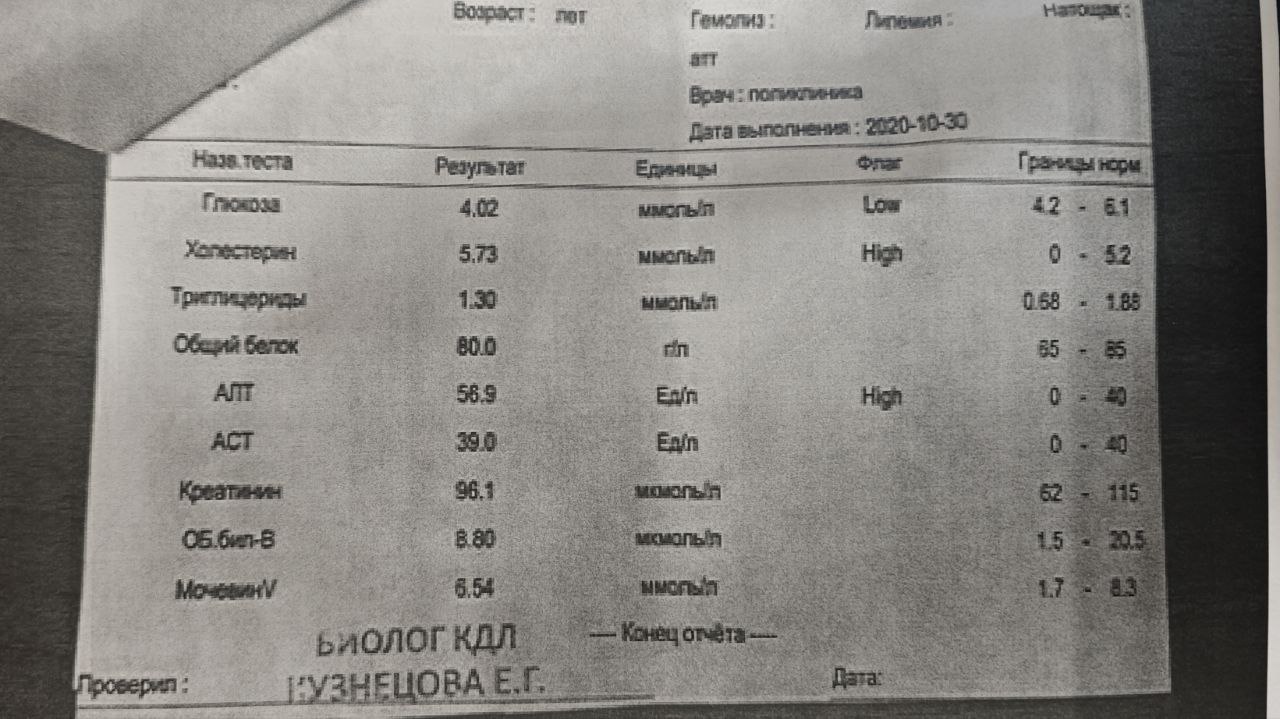 Возраст : лет
Гемолиз : Липемия : Натощак :
атт
Врач : поликлиника
Дата выполнения : 2020-10-30
Назв.теста Результат Единицы Флаг Границы норм
Глюкоза 4.02 ммоль/л Low 4.2 - 6.1
Холестерин 5.73 ммоль/л High 0 - 5.2
Триглицериды 1.30 ммоль/л 0.68 - 1.88
Общий белок 80.0 г/л 65 - 85
АЛТ 56.9 Ед/л High 0 - 40
АСТ 39.0 Ед/л 0 - 40
Креатинин 96.1 мкмоль/л 62 - 115
ОБ.бил-В 8.80 мкмоль/л 1.5 - 20.5
МочевинV 6.54 ммоль/л 1.7 - 8.3
БИОЛОГ КДЛ ---- Конец отчёта ----
Проверил : КУЗНЕЦОВА Е.Г. Дата: